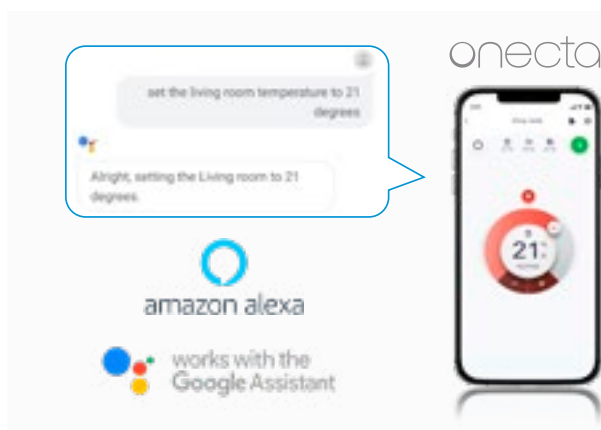 onecta
set the living room temperature to 21
degrees
Alright, setting the Living room to 21
degrees.
21
amazon alexa
works with the
Google Assistant